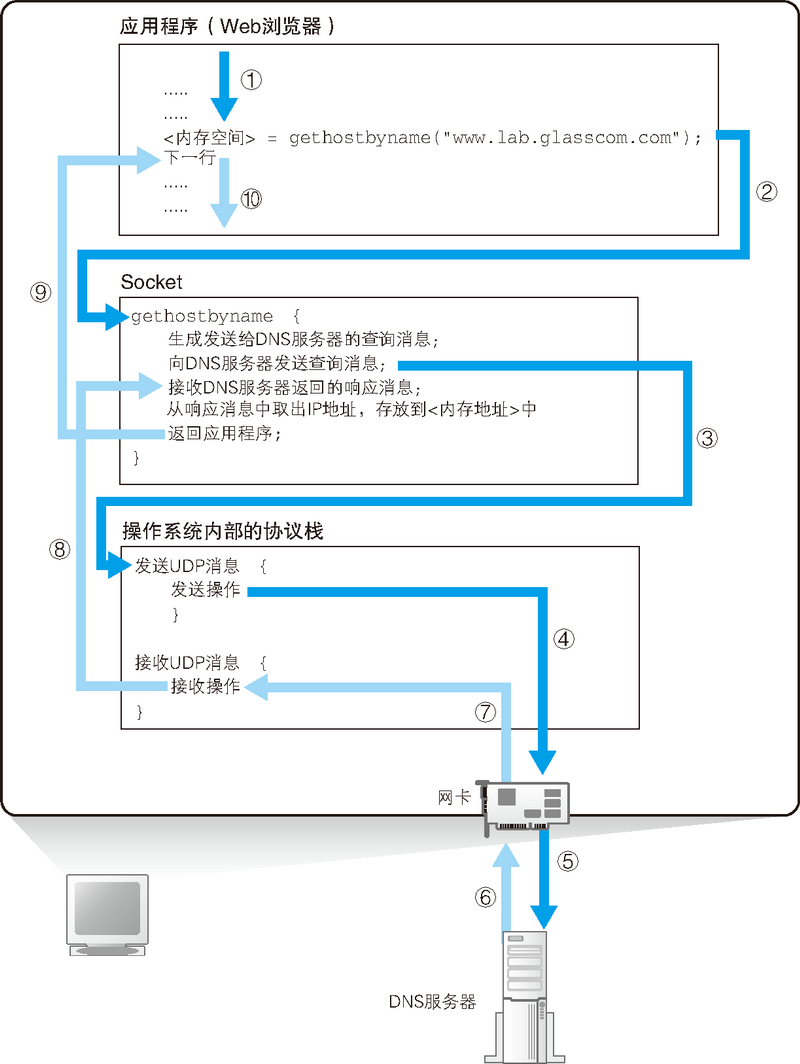 应用程序（Web浏览器）
①
.....
.....
<内存空间> = gethostbyname("www.lab.glasscom.com");
下一行
②
.....
⑩
.....
⑨
Socket
gethostbyname {
生成发送给DNS服务器的查询消息；
向DNS服务器发送查询消息；
接收DNS服务器返回的响应消息；
从响应消息中取出IP地址，存放到<内存地址>中
返回应用程序；
③
}
操作系统内部的协议栈
⑧
发送UDP消息 {
发送操作
}
④
接收UDP消息 {
接收操作
⑦
}
网卡
⑤
⑥
DNS服务器